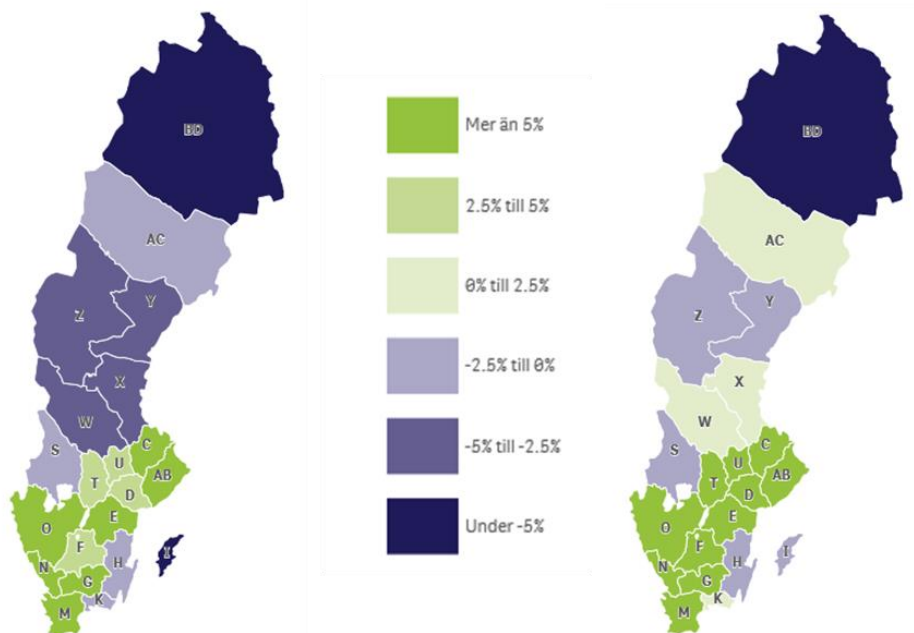 BD
AC
Z
Y
X
W
S
C
U
AB
T
D
O
E
F
I
N
H
G
K
M
Mer än 5%
2.5% till 5%
0% till 2.5%
-2.5% till 0%
-5% till -2.5%
Under -5%
BD
AC
Z
Y
X
W
S
C
U
AB
T
D
O
E
F
I
N
H
G
K
M